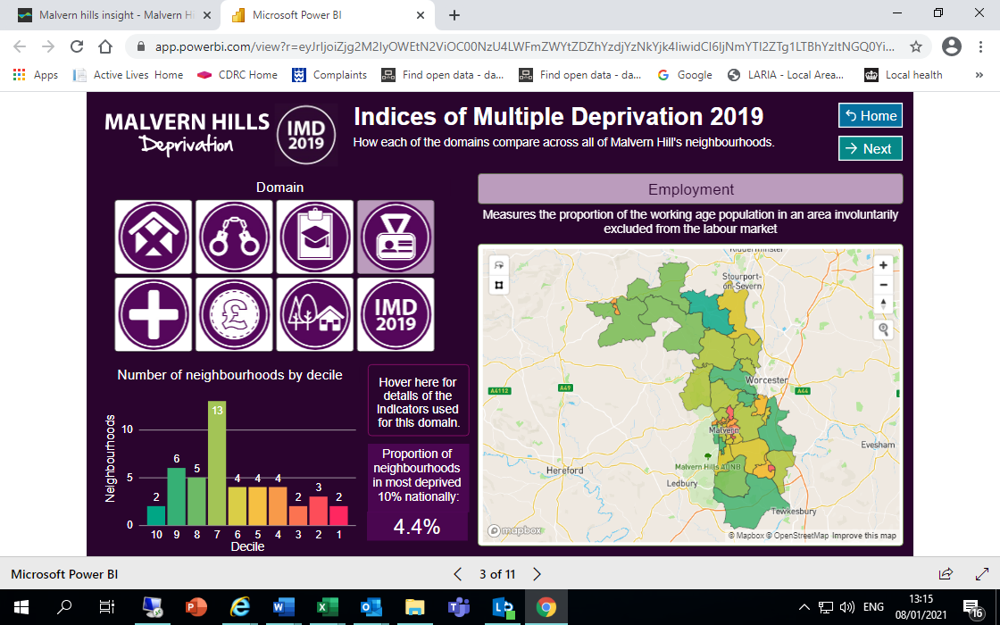 Malvern hills insight - Malvern Hi
Microsoft Power BI
app.powerbi.com/view?r=
Apps
Active Lives Home
CDRC Home
Complaints
Find open data - da...
Find open data - da...
Google
LARIA - Local Area...
Local health
»
MALVERN HILLS
Deprivation
IMD
2019
Indices of Multiple Deprivation 2019
How each of the domains compare across all of Malvern Hill's neighbourhoods.
Home
Next
Domain
IMD
2019
Employment
Measures the proportion of the working age population in an area involuntarily
excluded from the labour market
Number of neighbourhoods by decile
Neighbourhoods
10
5
0
2
6
5
13
4
4
4
2
3
2
10 9 8 7 6 5 4 3 2 1
Decile
Hover here for
details of the
Indicators used
for this domain.
Proportion of
neighbourhoods
in most deprived
10% nationally:
4.4%
Stourport-
on-Severn
Worcester
A4112
A49
A44
Malvern
Evesham
Hereford
Malvern Hills AONB
Ledbury
Tewkesbury
mapbox
© Mapbox © OpenStreetMap Improve this map
Microsoft Power BI
3 of 11
ENG
13:15
08/01/2021
16